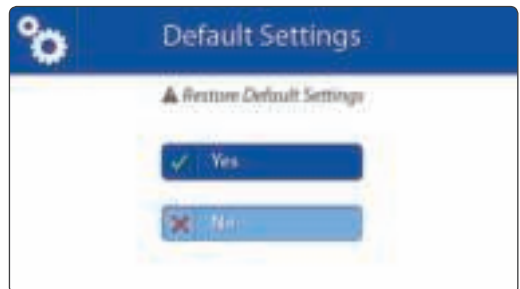 Default Settings
Restore Default Settings
Yes
No